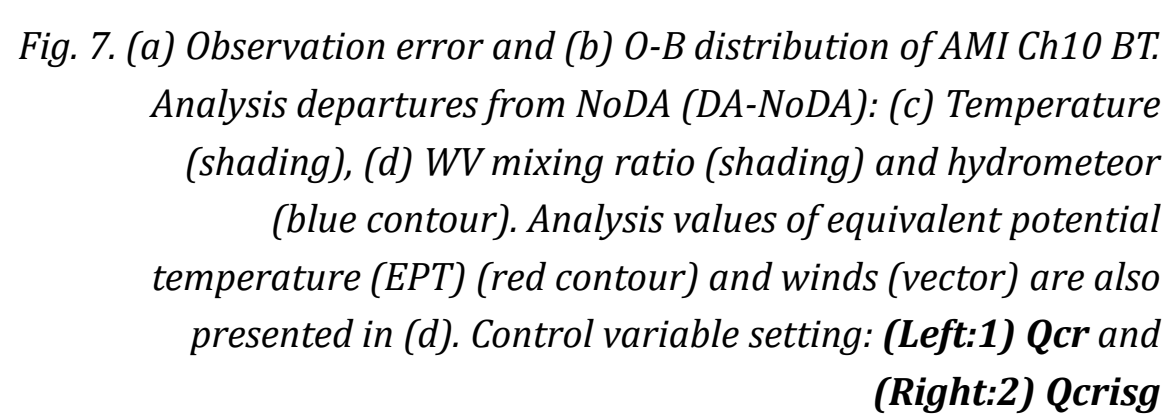 Fig. 7. (a) Observation error and (b) O-B distribution of AMI Ch10 BT.
Analysis departures from NoDA (DA-NoDA): (c) Temperature
(shading), (d) WV mixing ratio (shading) and hydrometeor
(blue contour). Analysis values of equivalent potential
temperature (EPT) (red contour) and winds (vector) are also
presented in (d). Control variable setting: (Left:1) Qcr and
(Right:2) Qcrisg